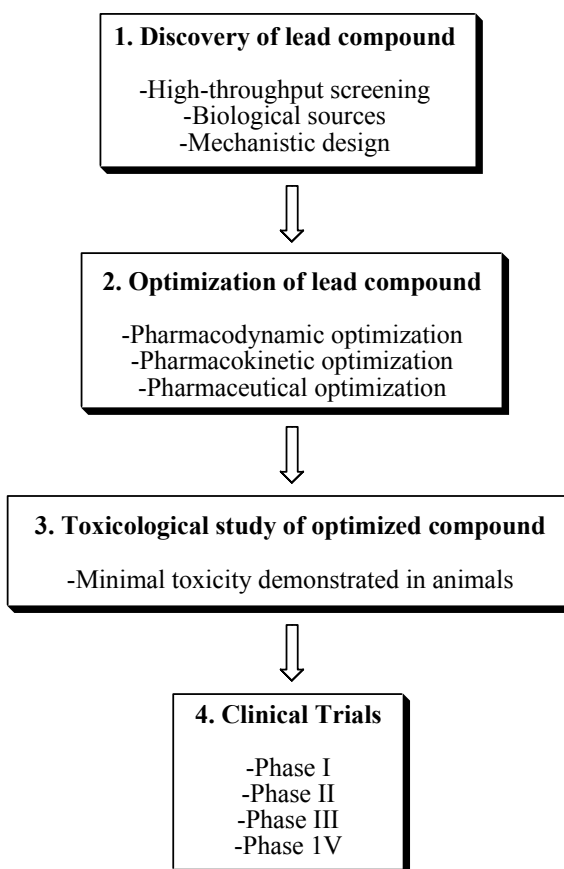 1. Discovery of lead compound
-High-throughput screening
-Biological sources
-Mechanistic design
2. Optimization of lead compound
-Pharmacodynamic optimization
-Pharmacokinetic optimization
-Pharmaceutical optimization
3. Toxicological study of optimized compound
-Minimal toxicity demonstrated in animals
4. Clinical Trials
-Phase I
-Phase II
-Phase III
-Phase 1V